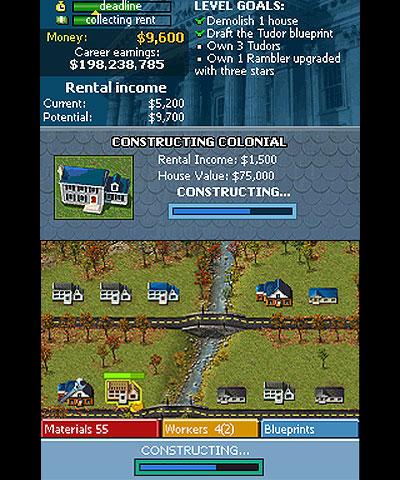 deadline
collecting rent
Money: $9,600
Career earnings:
$198,238,785
Rental income
Current: $5,200
Potential: $9,700
LEVEL GOALS:
Demolish 1 house
Draft the Tudor blueprint
Own 3 Tudors
Own 1 Rambler upgraded
with three stars
CONSTRUCTING COLONIAL
Rental Income: $1,500
House Value: $75,000
CONSTRUCTING...
Materials 55
Workers 4(2)
Blueprints
CONSTRUCTING...